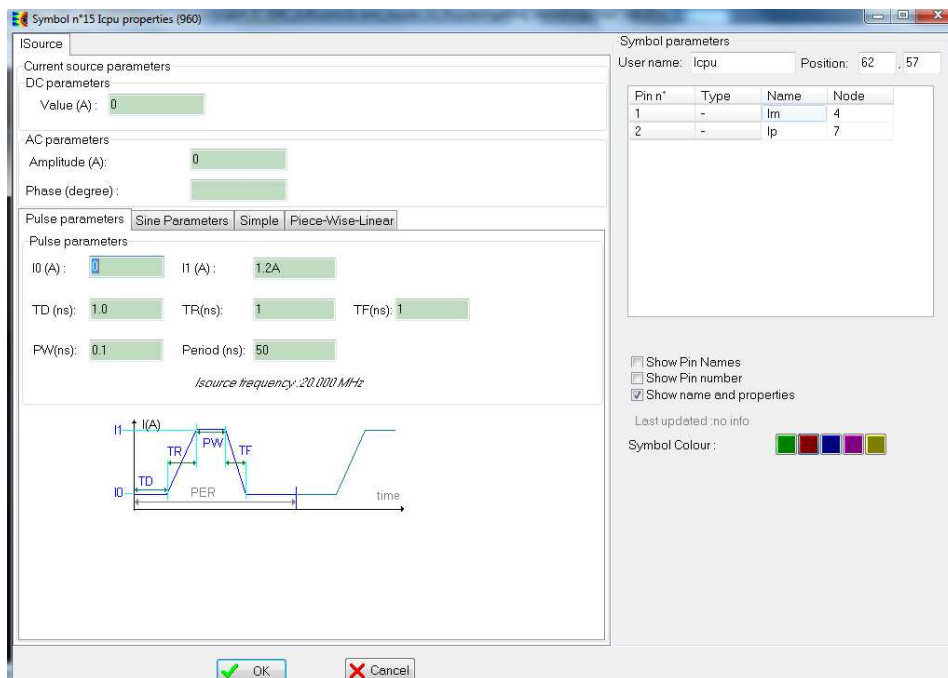 Symbol n°15 Icpu properties (960)
ISource
Current source parameters
DC parameters
Value (A) : 0
AC parameters
Amplitude (A): 0
Phase (degree) :
Pulse parameters Sine Parameters Simple Piece-Wise-Linear
Pulse parameters
I0 (A) : 0 I1 (A) : 1.2A
TD (ns): 1.0 TR(ns): 1 TF(ns): 1
PW(ns): 0.1 Period (ns): 50
Isource frequency:20.000 MHz
I1 I(A)
TR PW TF
TD
I0 PER time
OK Cancel
Symbol parameters
User name: Icpu Position: 62 , 57
Pin n° Type Name Node
1 - Im 4
2 - Ip 7
Show Pin Names
Show Pin number
Show name and properties
Last updated :no info
Symbol Colour :